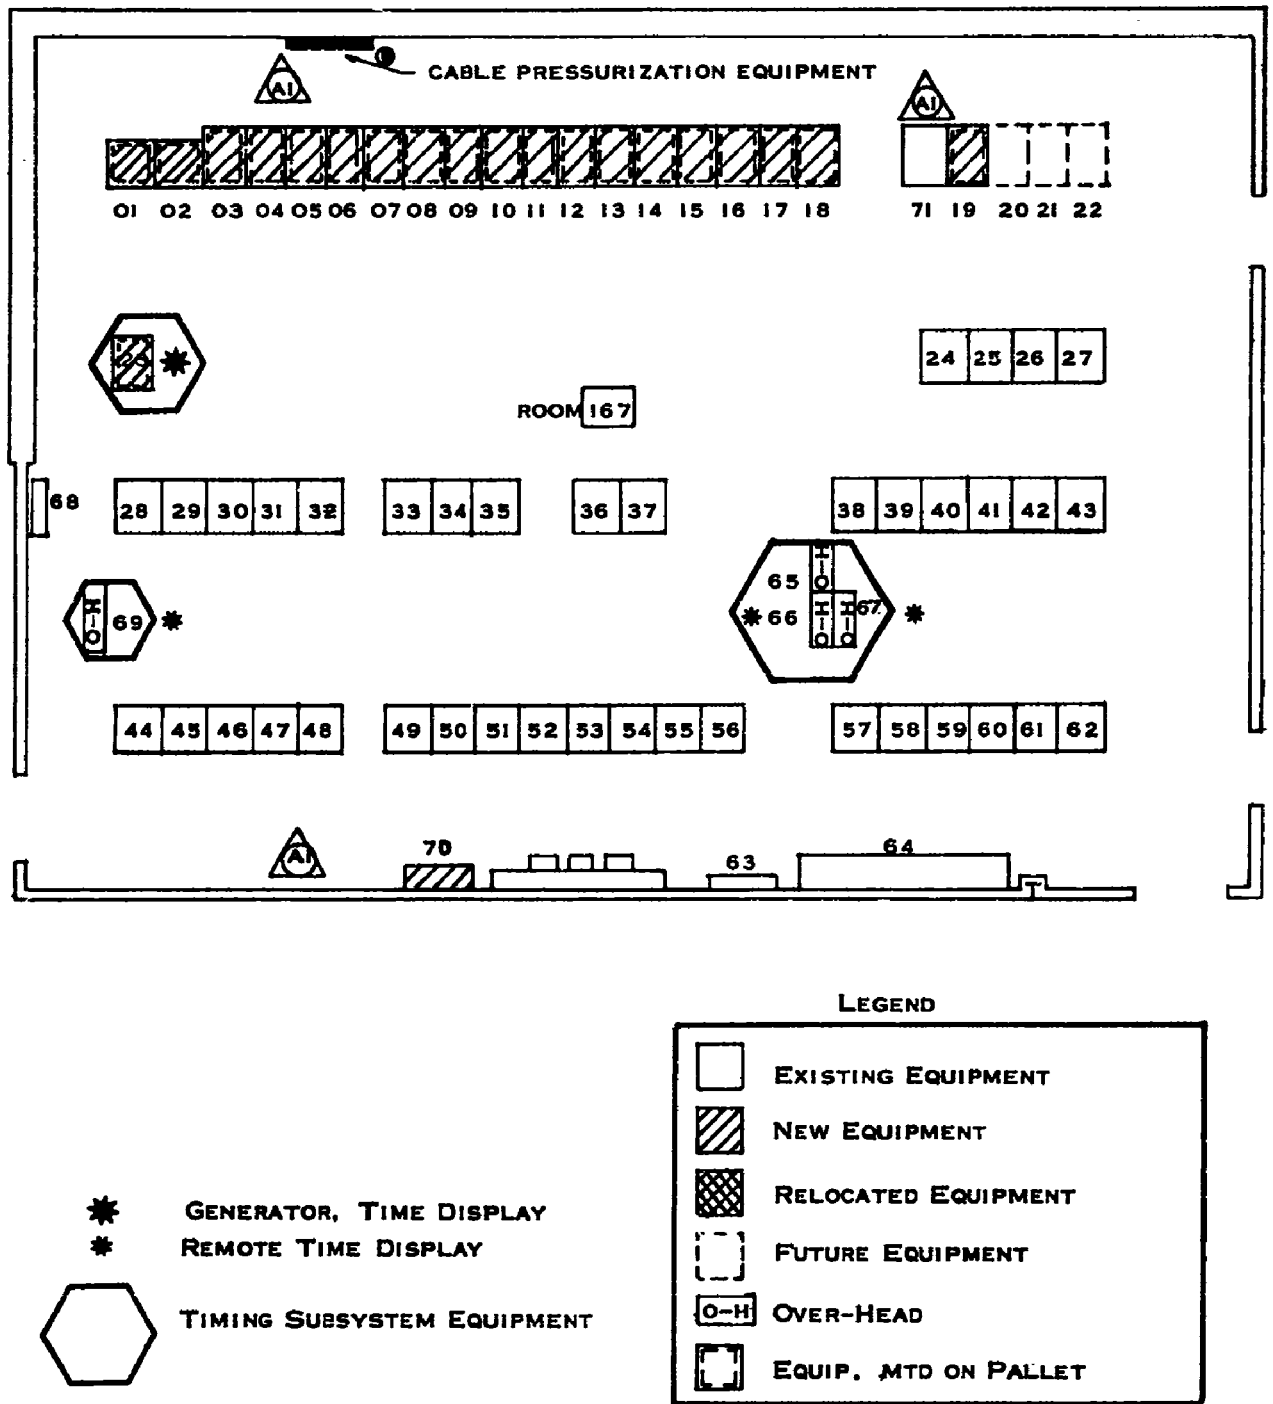 CABLE PRESSURIZATION EQUIPMENT
A1
A1
01 02 03 04 05 06 07 08 09 10 11 12 13 14 15 16 17 18 71 19 20 21 22
24 25 26 27
ROOM 167
68
28 29 30 31 32 33 34 35 36 37 38 39 40 41 42 43
65
O-H
69
O-H
66
O-H
O-H
67
44 45 46 47 48 49 50 51 52 53 54 55 56 57 58 59 60 61 62
A1
70
63
64
LEGEND
EXISTING EQUIPMENT
NEW EQUIPMENT
RELOCATED EQUIPMENT
FUTURE EQUIPMENT
O-H OVER-HEAD
EQUIP. MTD ON PALLET
GENERATOR, TIME DISPLAY
REMOTE TIME DISPLAY
TIMING SUBSYSTEM EQUIPMENT